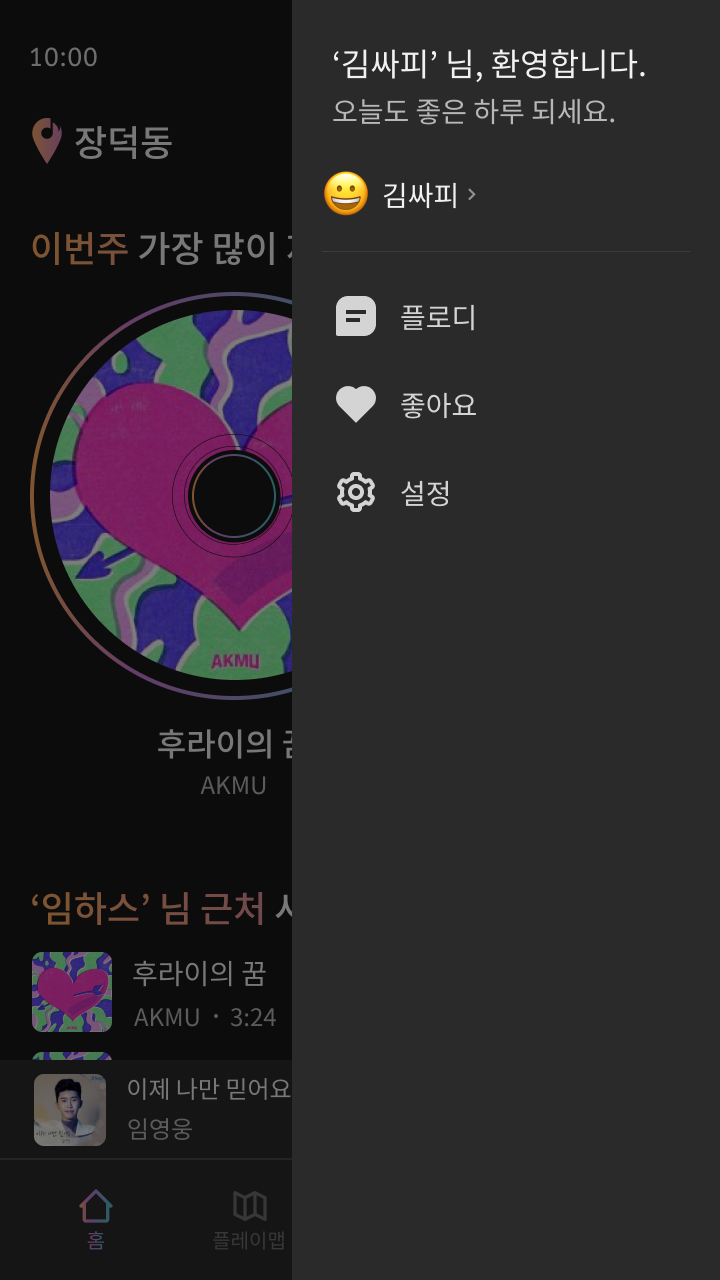 10:00
장덕동
이번주 가장 많이
AKMU
후라이의
AKMU
‘임하스’ 님 근처
후라이의 꿈
AKMU · 3:24
이제 나만 믿어요
임영웅
홈
플레이맵
‘김싸피’ 님, 환영합니다.
오늘도 좋은 하루 되세요.
김싸피 ›
플로디
좋아요
설정